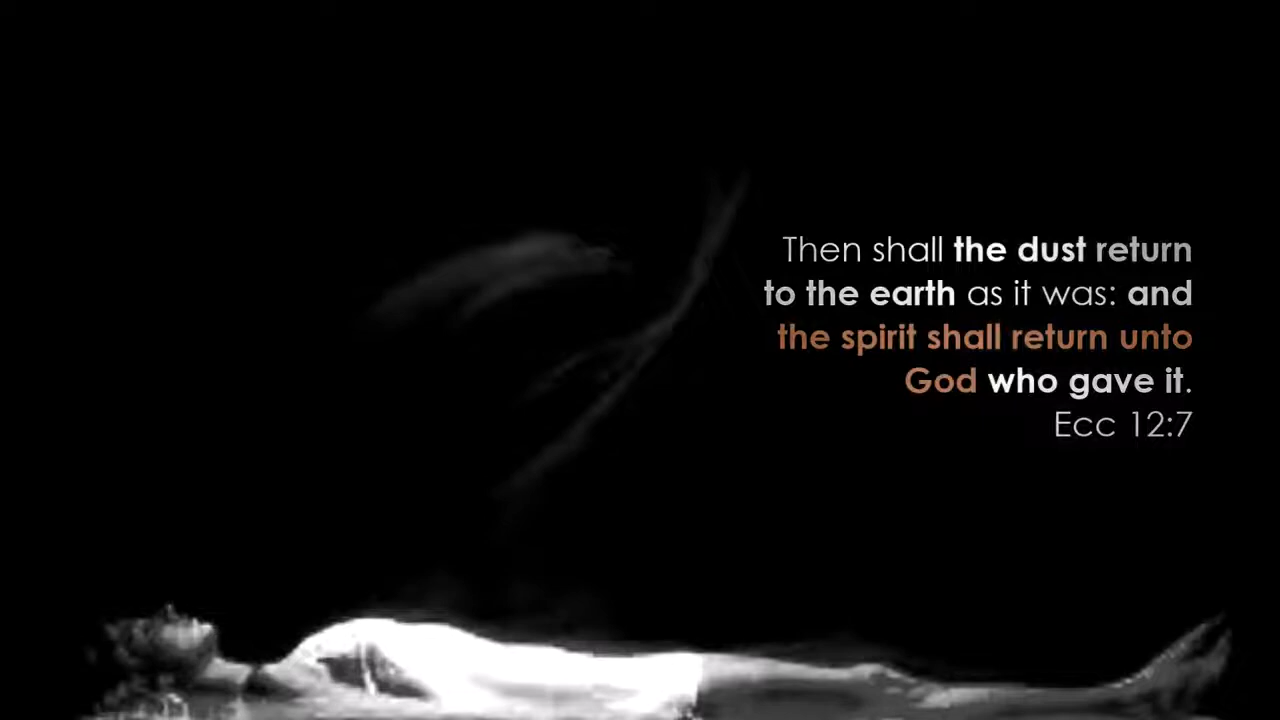 Then shall the dust return
to the earth as it was: and
the spirit shall return unto
God who gave it.
Ecc 12:7